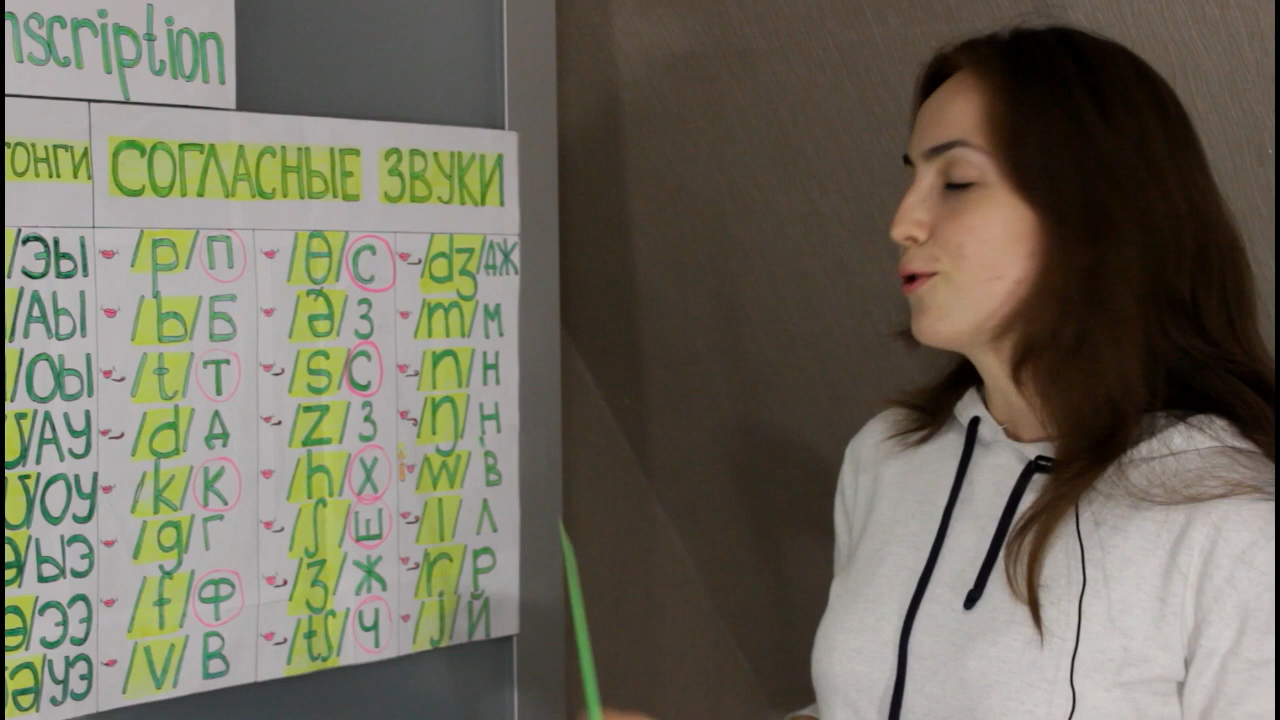 nscription
ТОНГИ СОГЛАСНЫЕ ЗВУКИ
/ЭЫ /p/ П /θ/ С /dʒ/ ДЖ
/АЫ /b/ Б /ð/ З /m/ М
/ОЫ /t/ Т /s/ С /n/ Н
ʊ/АУ /d/ Д /z/ З /ŋ/ Н
ʊ/ОУ /k/ К /h/ Х /w/ В
ə/ЫЭ /g/ Г /ʃ/ Ш /l/ Л
ə/ЭЭ /f/ Ф /ʒ/ Ж /r/ Р
ə/УЭ /v/ В /tʃ/ Ч /j/ Й